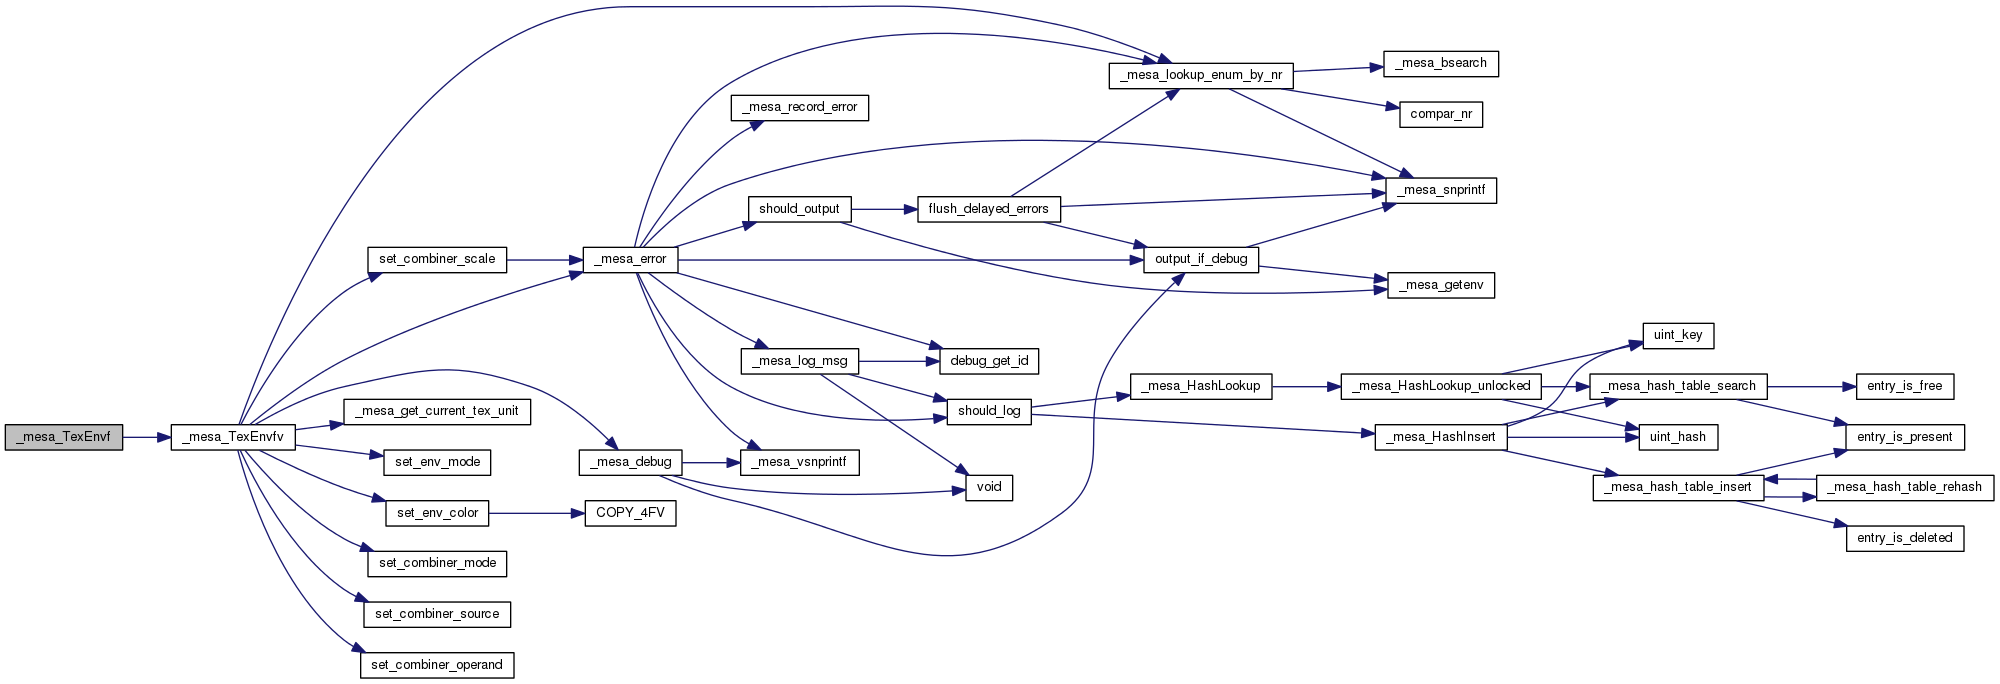 _mesa_TexEnvf
_mesa_TexEnvfv
set_combiner_scale
_mesa_get_current_tex_unit
set_env_mode
set_env_color
set_combiner_mode
set_combiner_source
set_combiner_operand
_mesa_error
_mesa_debug
COPY_4FV
_mesa_record_error
should_output
_mesa_log_msg
_mesa_vsnprintf
flush_delayed_errors
debug_get_id
should_log
void
_mesa_lookup_enum_by_nr
output_if_debug
_mesa_HashLookup
_mesa_bsearch
compar_nr
_mesa_snprintf
_mesa_getenv
_mesa_HashLookup_unlocked
_mesa_HashInsert
uint_key
_mesa_hash_table_search
uint_hash
_mesa_hash_table_insert
entry_is_free
entry_is_present
_mesa_hash_table_rehash
entry_is_deleted